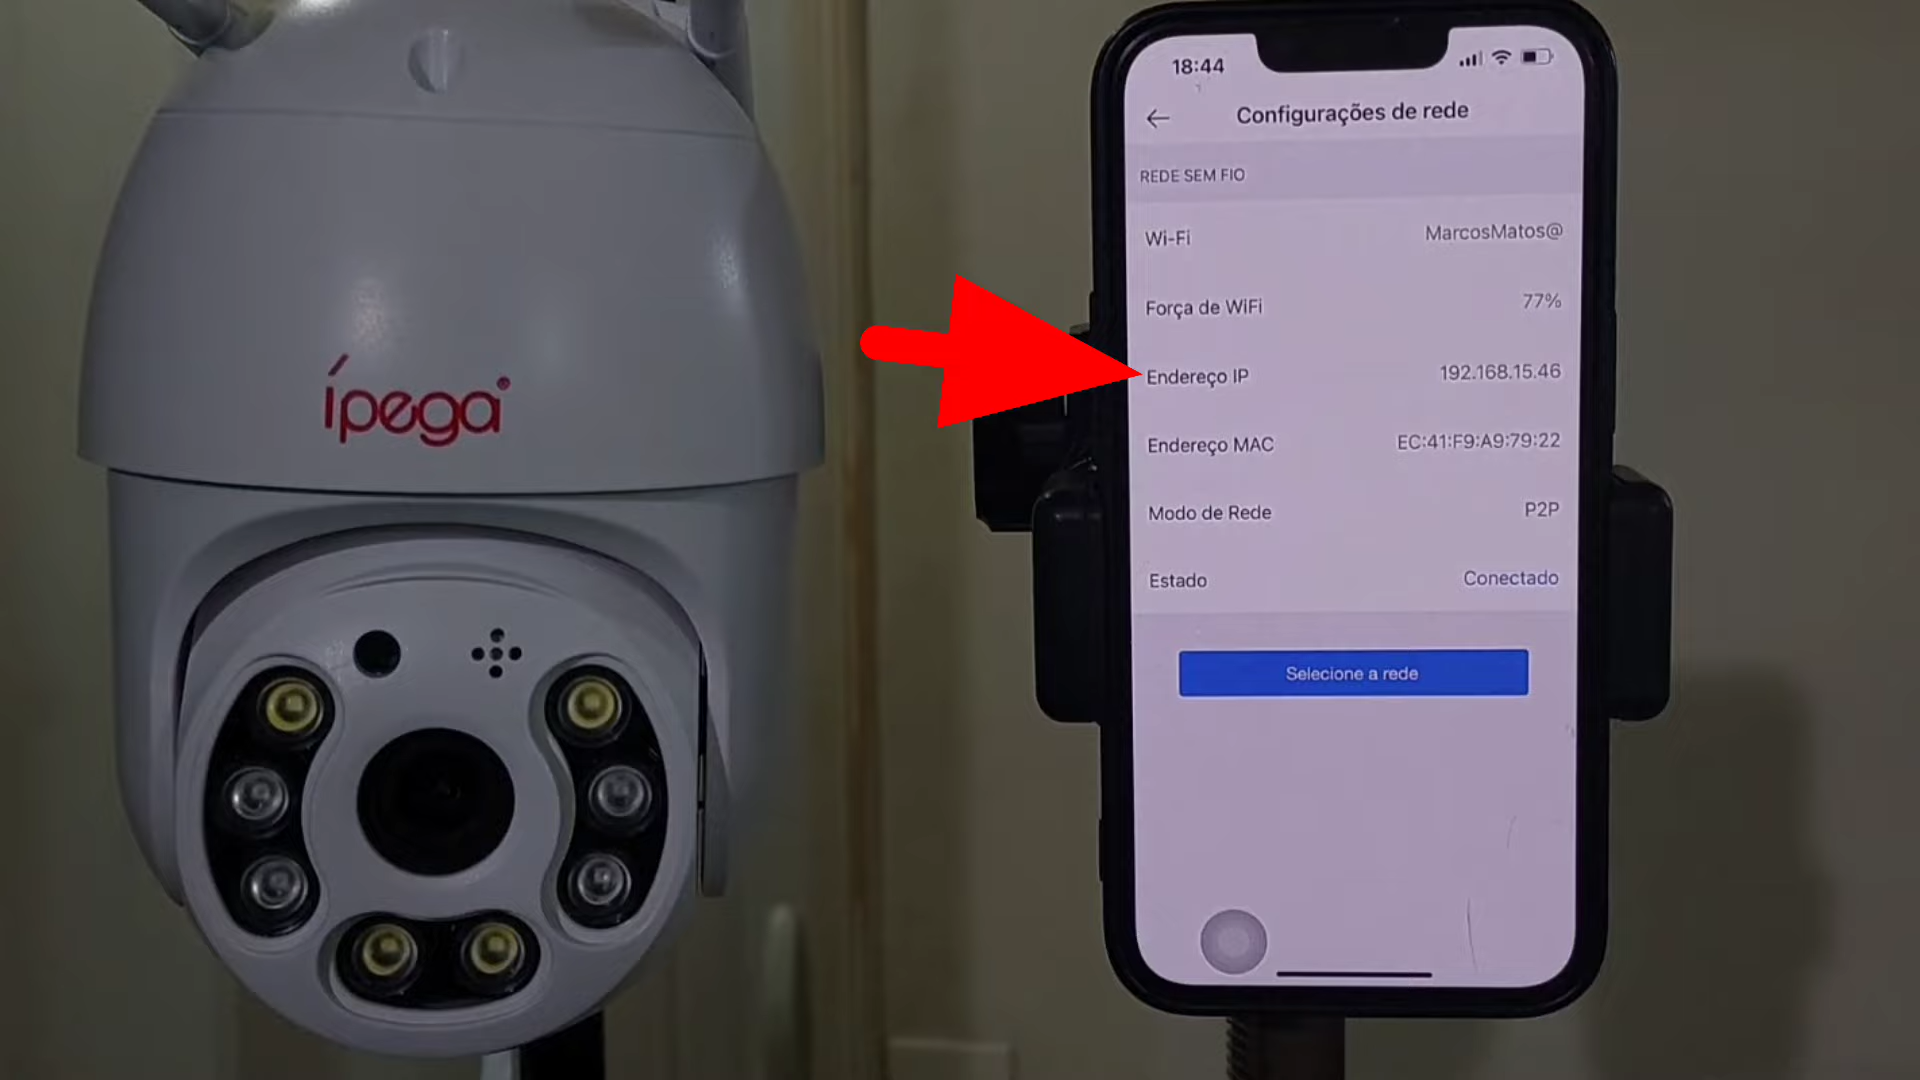 ípega
18:44
Configurações de rede
REDE SEM FIO
Wi-Fi MarcosMatos@
Força de WiFi 77%
Endereço IP 192.168.15.46
Endereço MAC EC:41:F9:A9:79:22
Modo de Rede P2P
Estado Conectado
Selecione a rede